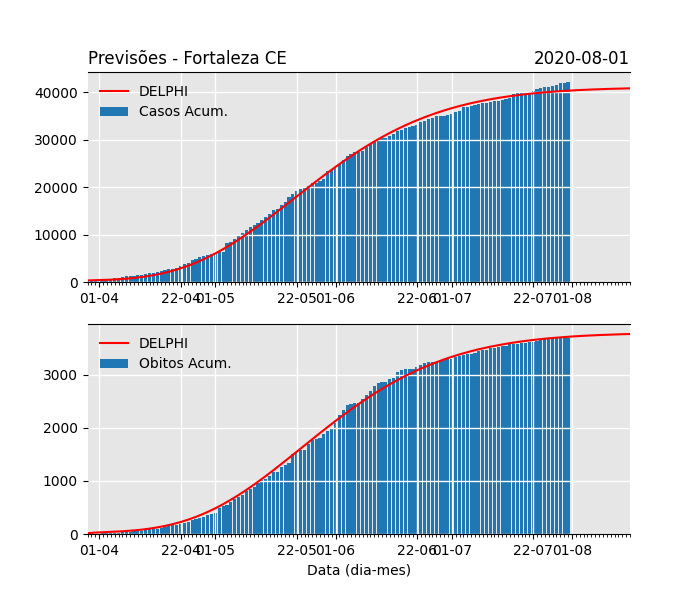 Previsões - Fortaleza CE 2020-08-01
DELPHI
Casos Acum.
40000
30000
20000
10000
0
01-04 22-04 01-05 22-05 01-06 22-06 01-07 22-07 01-08
DELPHI
Obitos Acum.
3000
2000
1000
0
01-04 22-04 01-05 22-05 01-06 22-06 01-07 22-07 01-08
Data (dia-mes)